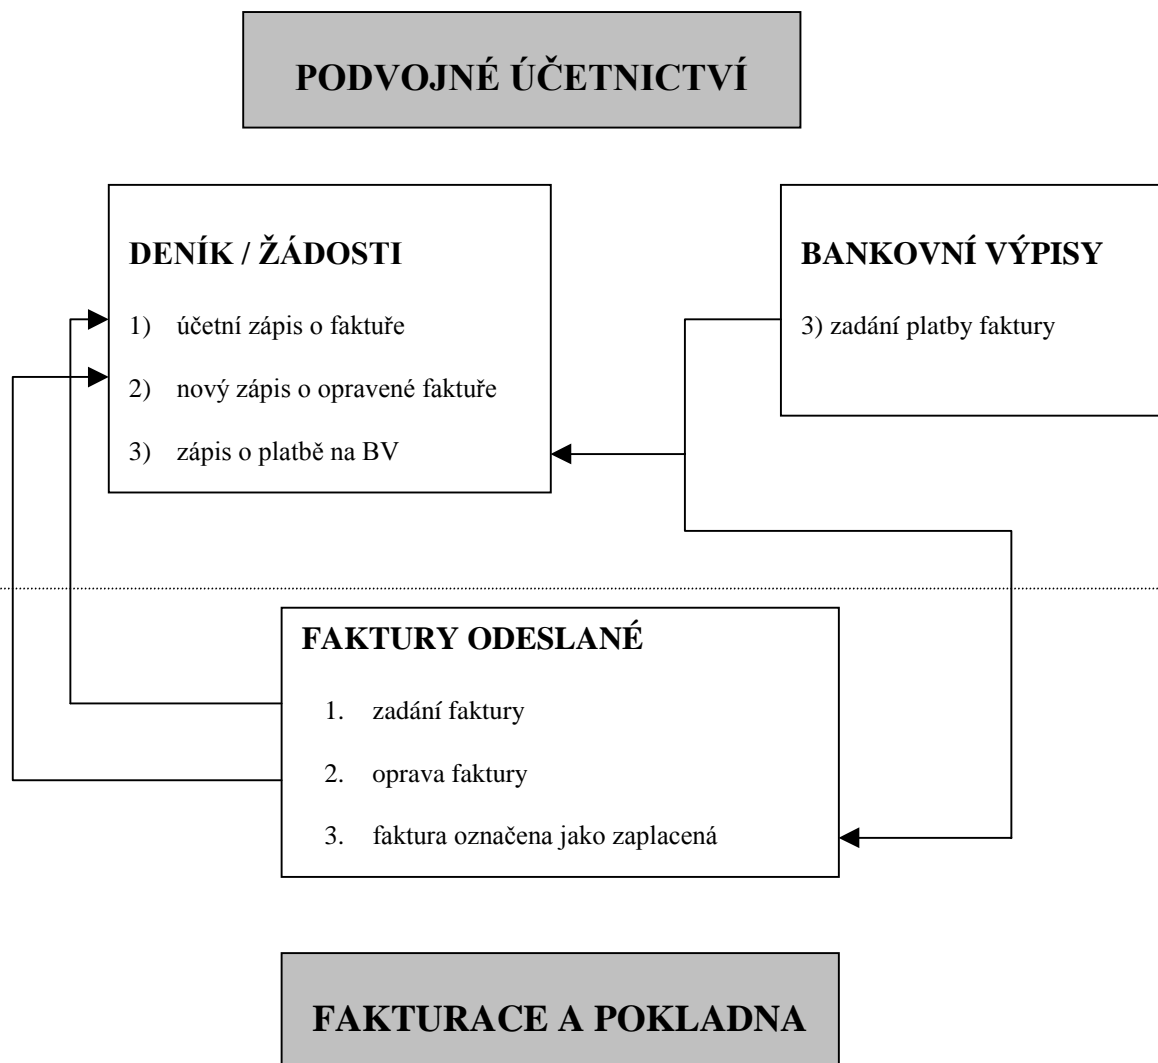 PODVOJNÉ ÚČETNICTVÍ
DENÍK / ŽÁDOSTI
1) účetní zápis o faktuře
2) nový zápis o opravené faktuře
3) zápis o platbě na BV
BANKOVNÍ VÝPISY
3) zadání platby faktury
FAKTURY ODESLANÉ
1. zadání faktury
2. oprava faktury
3. faktura označena jako zaplacená
FAKTURACE A POKLADNA